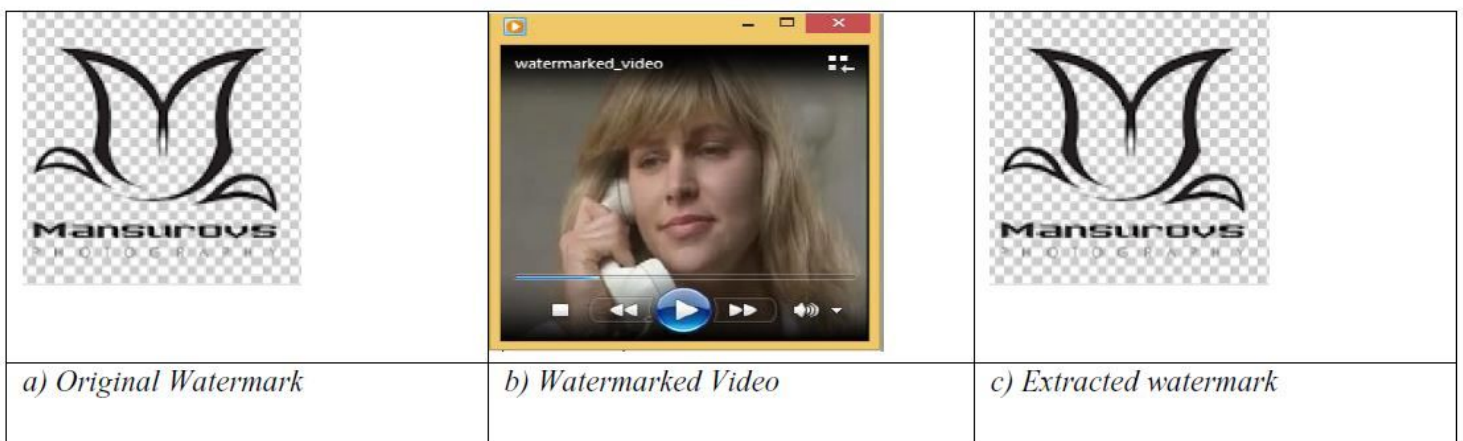 Mansurovs
PHOTOGRAPHY
watermarked_video
Mansurovs
PHOTOGRAPHY
a) Original Watermark
b) Watermarked Video
c) Extracted watermark